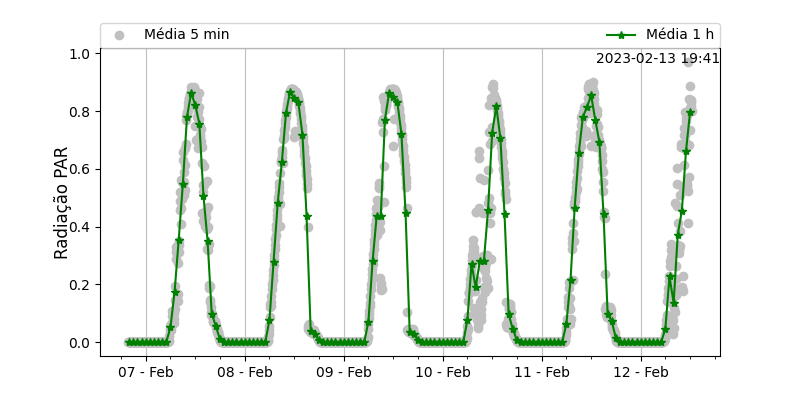 Média 5 min
Média 1 h
2023-02-13 19:41
1.0
0.8
0.6
0.4
0.2
0.0
Radiação PAR
07 - Feb
08 - Feb
09 - Feb
10 - Feb
11 - Feb
12 - Feb